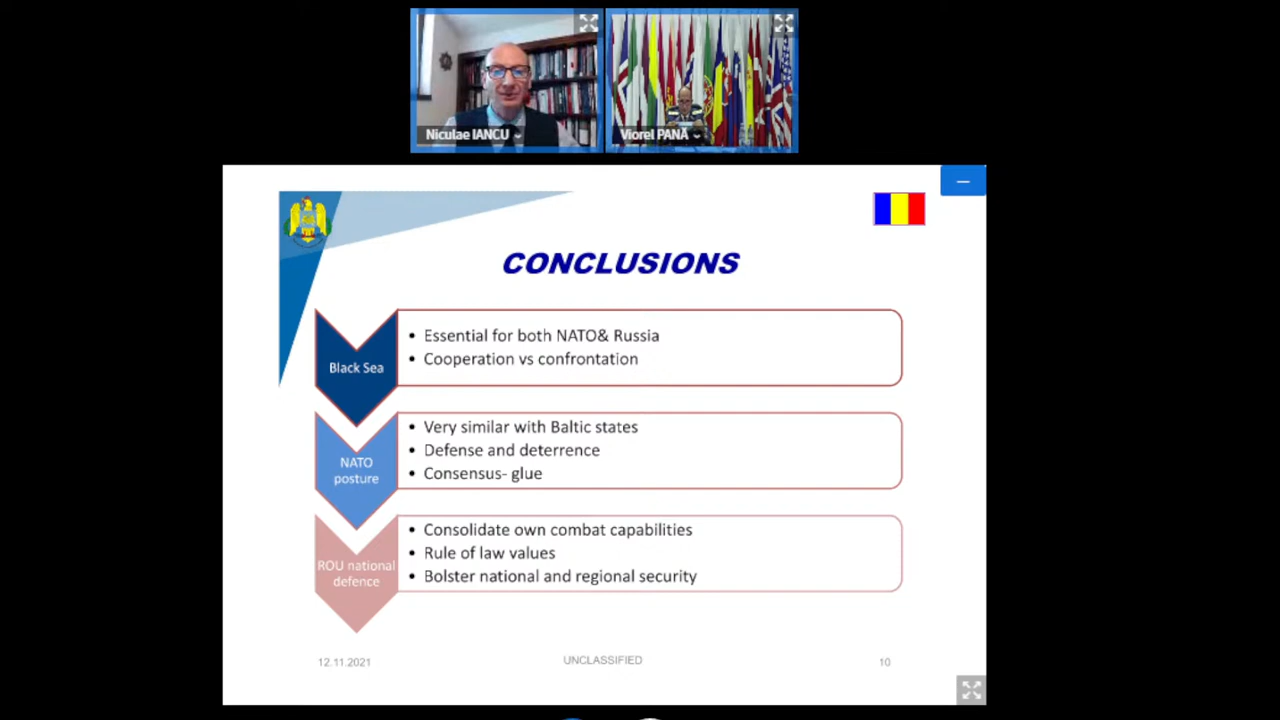 Niculae IANCU
Viorel PANĂ
CONCLUSIONS
Black Sea
• Essential for both NATO& Russia
• Cooperation vs confrontation
NATO
posture
• Very similar with Baltic states
• Defense and deterrence
• Consensus- glue
ROU national
defence
• Consolidate own combat capabilities
• Rule of law values
• Bolster national and regional security
12.11.2021
UNCLASSIFIED
10